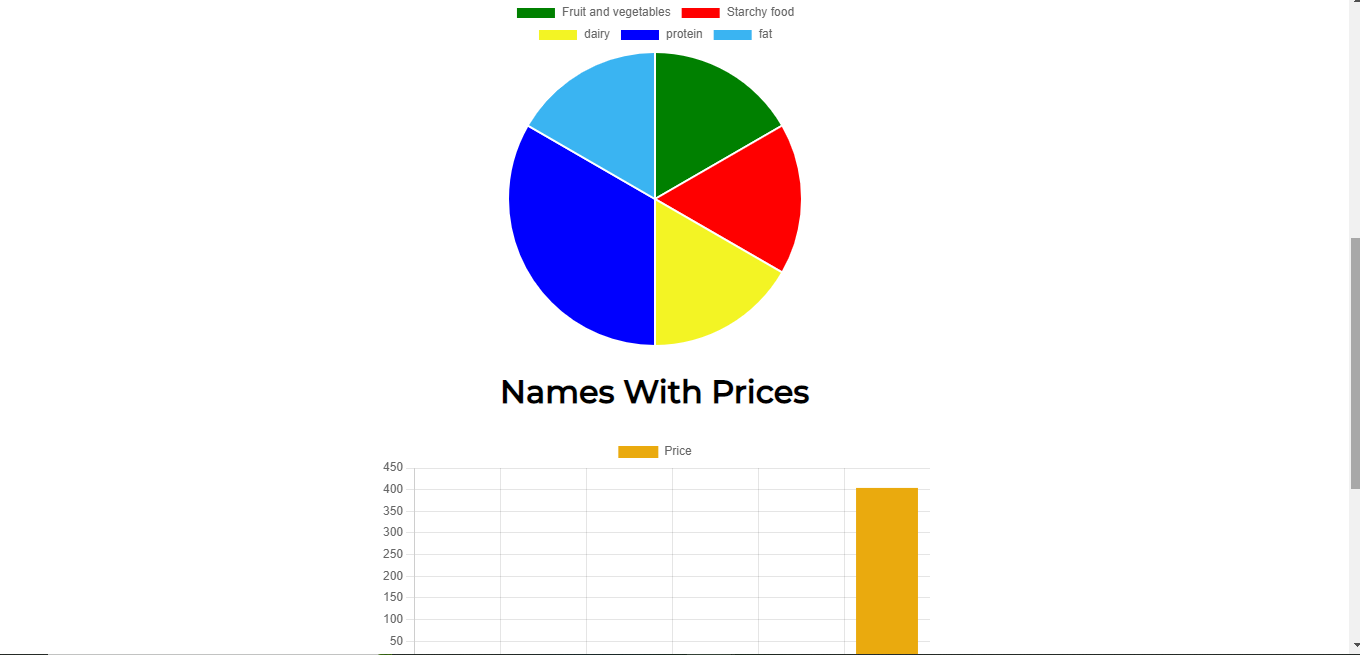 Fruit and vegetables Starchy food
dairy protein fat
Names With Prices
Price
450
400
350
300
250
200
150
100
50